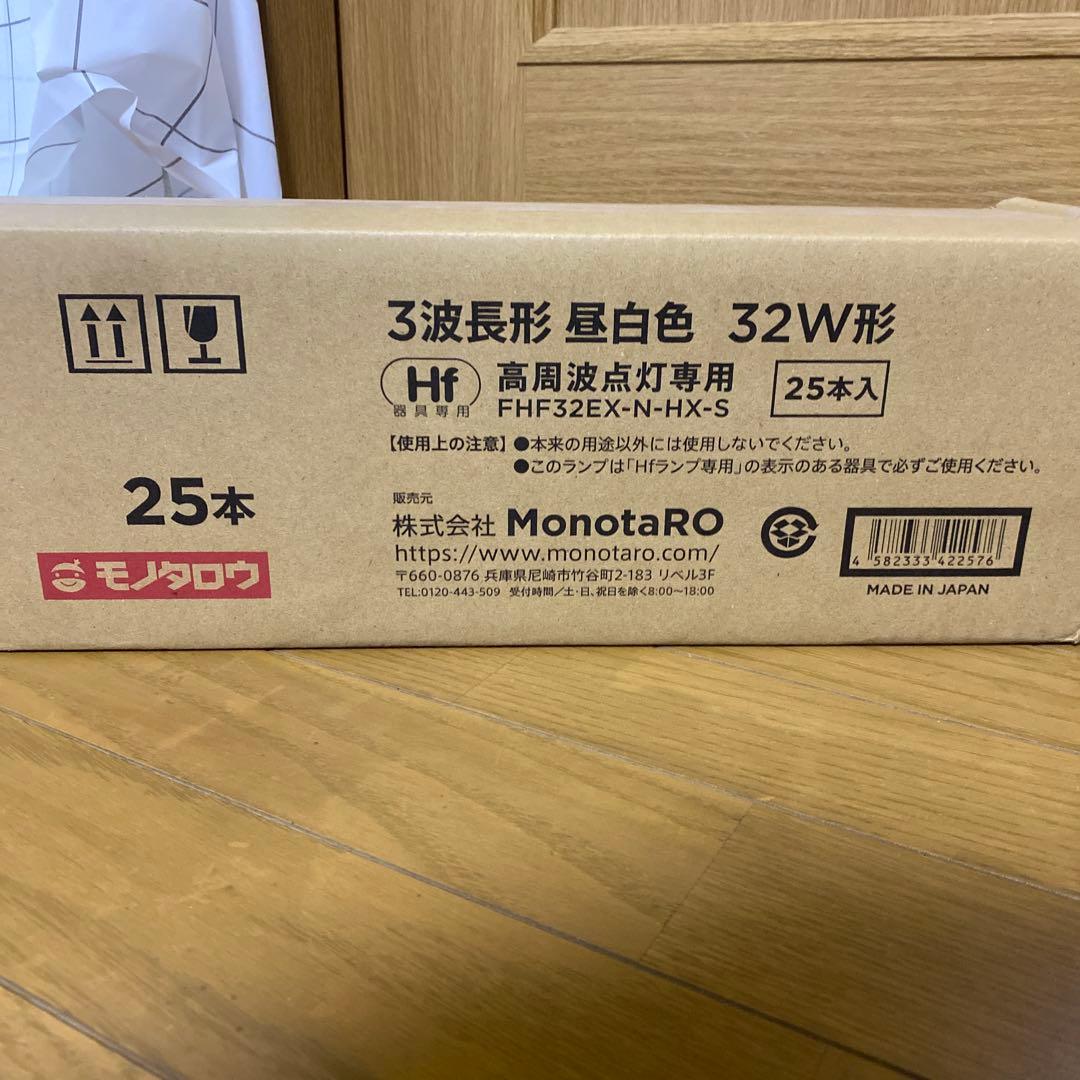 3波長形 昼白色 32W形
Hf 高周波点灯専用 25本入
器具専用 FHF32EX-N-HX-S
【使用上の注意】●本来の用途以外には使用しないでください。
●このランプは「Hfランプ専用」の表示のある器具で必ずご使用ください。
25本
モノタロウ
販売元
株式会社 MonotaRO
https://www.monotaro.com/
〒660-0876 兵庫県尼崎市竹谷町2-183 リベル3F
TEL:0120-443-509 受付時間/土・日、祝日を除く8:00〜18:00
4 582333 422576
MADE IN JAPAN